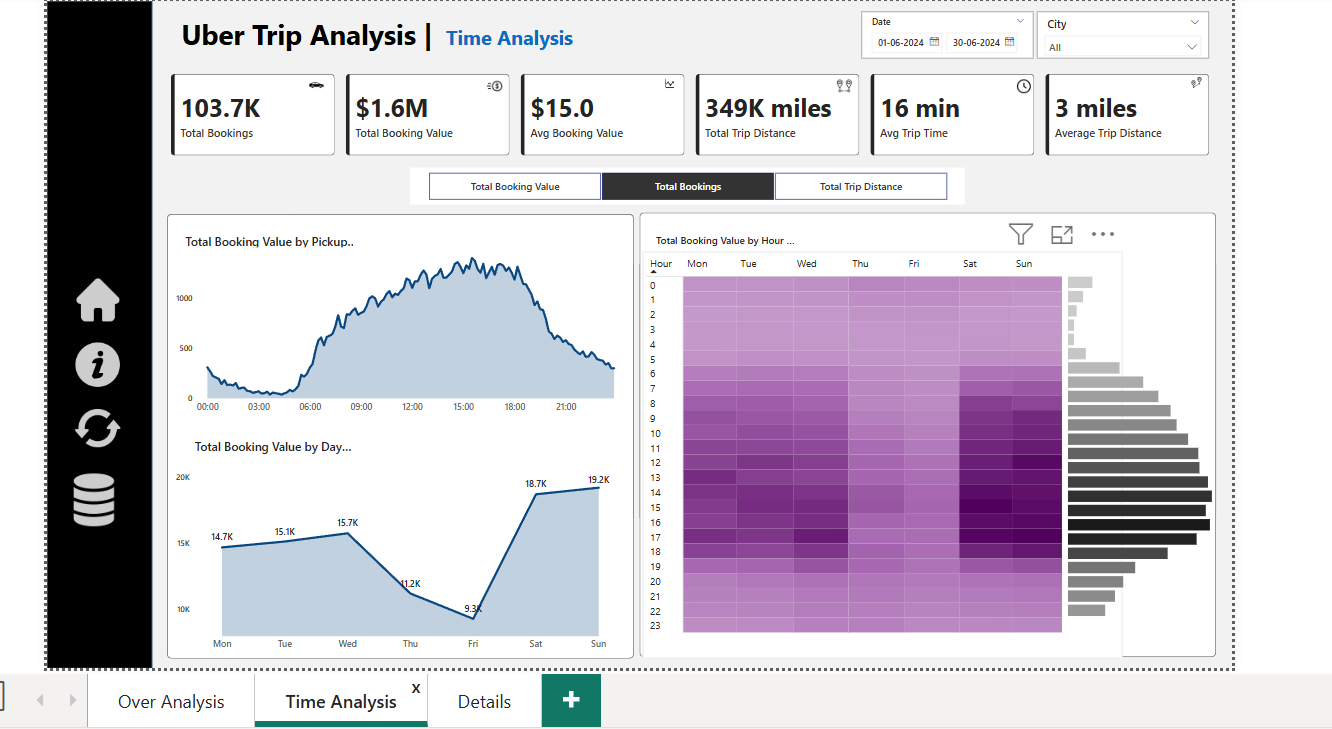 Uber Trip Analysis | Time Analysis
Date
01-06-2024 30-06-2024
City
All
103.7K
Total Bookings
$1.6M
Total Booking Value
$15.0
Avg Booking Value
349K miles
Total Trip Distance
16 min
Avg Trip Time
3 miles
Average Trip Distance
Total Booking Value Total Bookings Total Trip Distance
Total Booking Value by Pickup..
1000
500
0
00:00 03:00 06:00 09:00 12:00 15:00 18:00 21:00
Total Booking Value by Day...
20K
15K
10K
14.7K 15.1K 15.7K 11.2K 9.3K 18.7K 19.2K
Mon Tue Wed Thu Fri Sat Sun
Total Booking Value by Hour ...
Hour Mon Tue Wed Thu Fri Sat Sun
0
1
2
3
4
5
6
7
8
9
10
11
12
13
14
15
16
17
18
19
20
21
22
23
Over Analysis Time Analysis x Details +